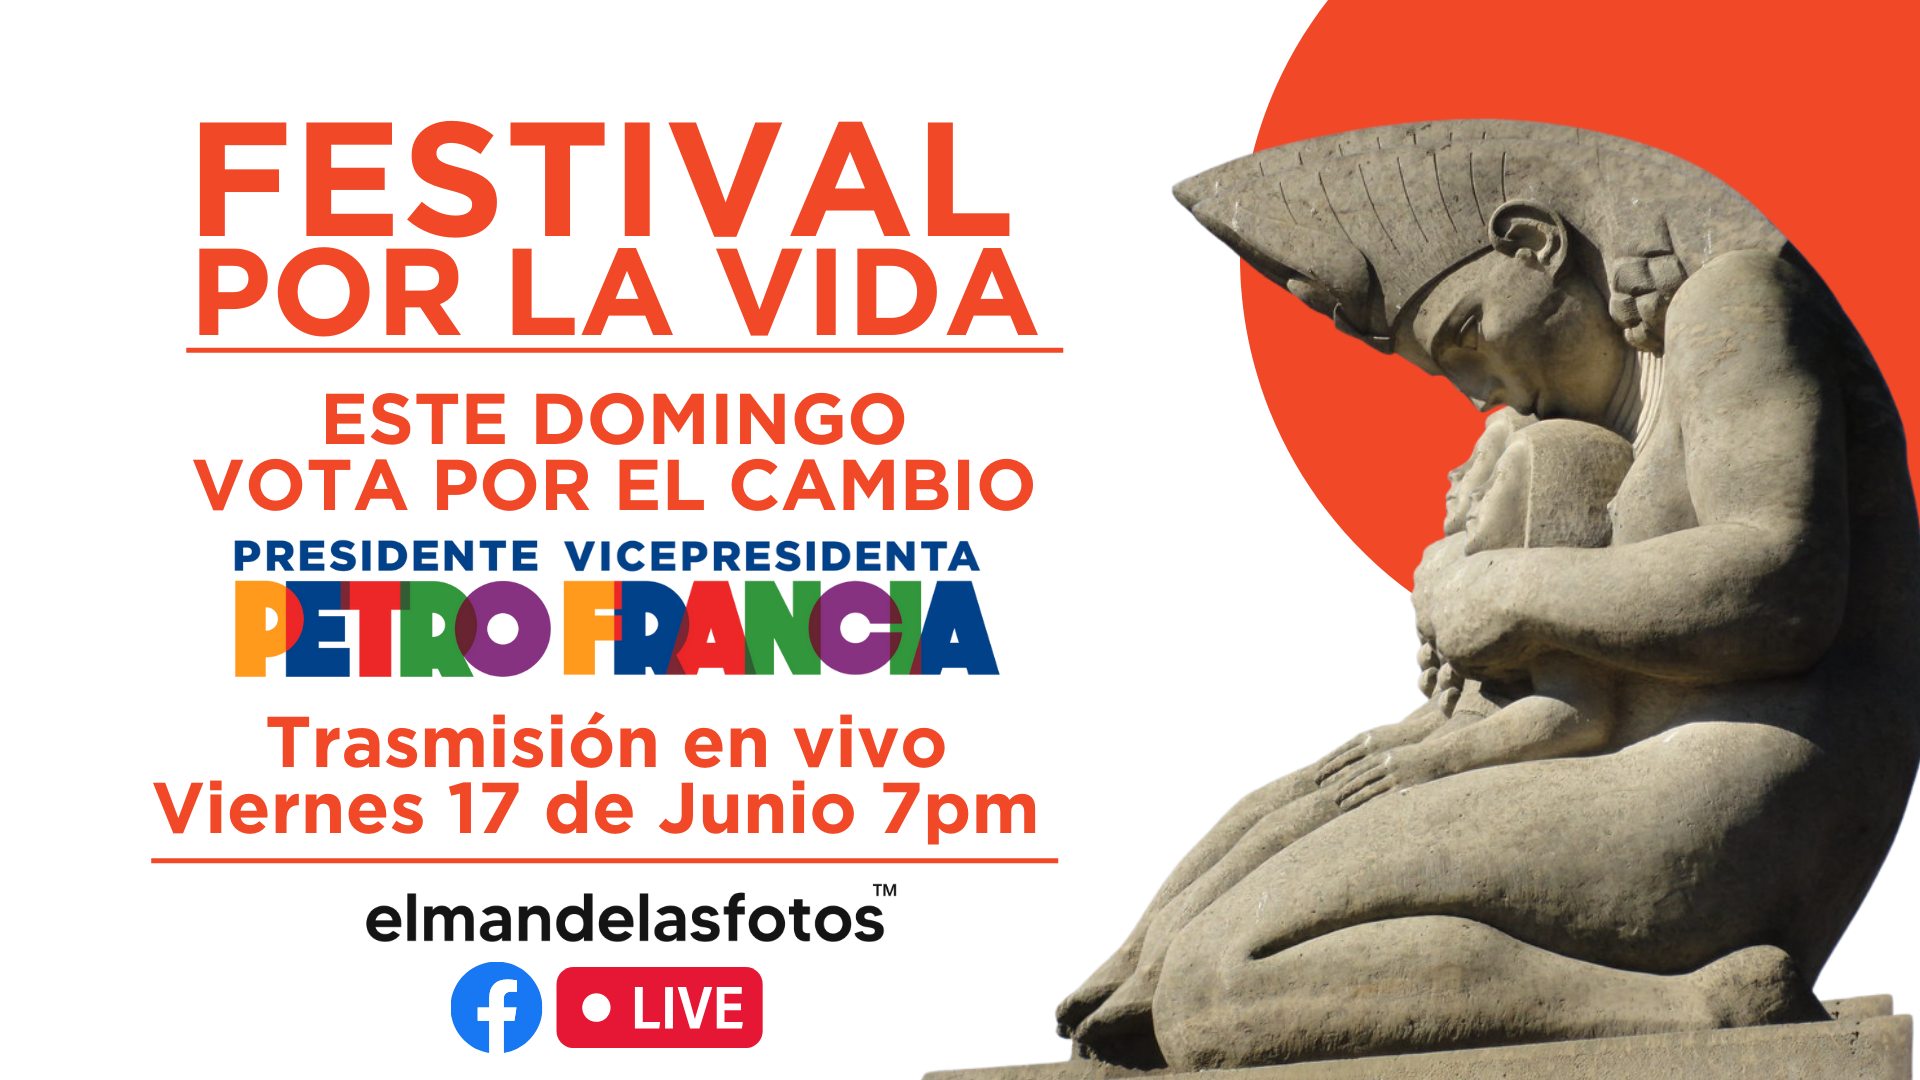 FESTIVAL
POR LA VIDA
ESTE DOMINGO
VOTA POR EL CAMBIO
PRESIDENTE VICEPRESIDENTA
PETRO FRANCIA
Trasmisión en vivo
Viernes 17 de Junio 7pm
elmandelasfotos™
LIVE